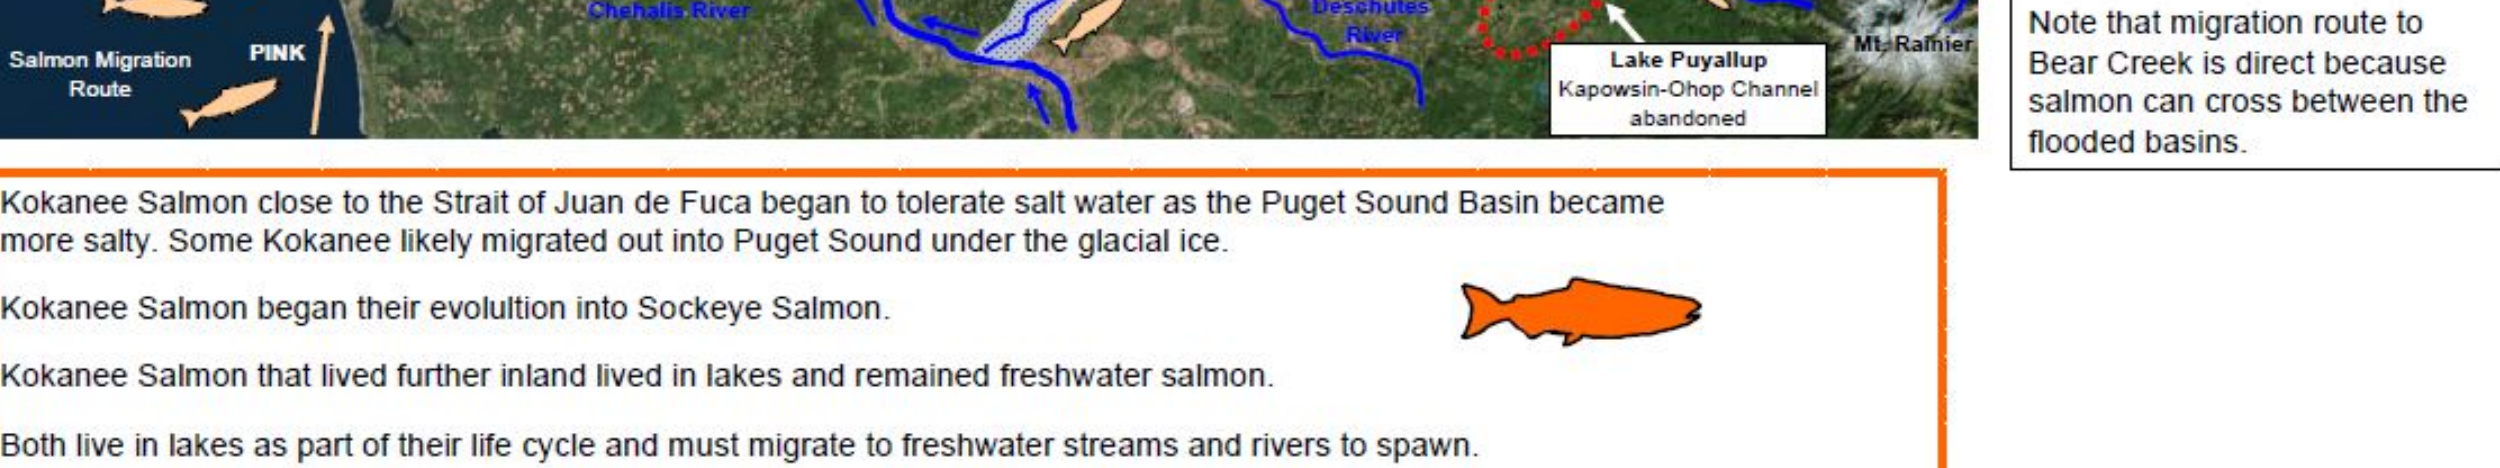 Chehalis River
Deschutes
River
Salmon Migration
Route
PINK
Mt. Rainier
Lake Puyallup
Kapowsin-Ohop Channel
abandoned
Note that migration route to
Bear Creek is direct because
salmon can cross between the
flooded basins.
Kokanee Salmon close to the Strait of Juan de Fuca began to tolerate salt water as the Puget Sound Basin became
more salty. Some Kokanee likely migrated out into Puget Sound under the glacial ice.
Kokanee Salmon began their evolultion into Sockeye Salmon.
Kokanee Salmon that lived further inland lived in lakes and remained freshwater salmon.
Both live in lakes as part of their life cycle and must migrate to freshwater streams and rivers to spawn.